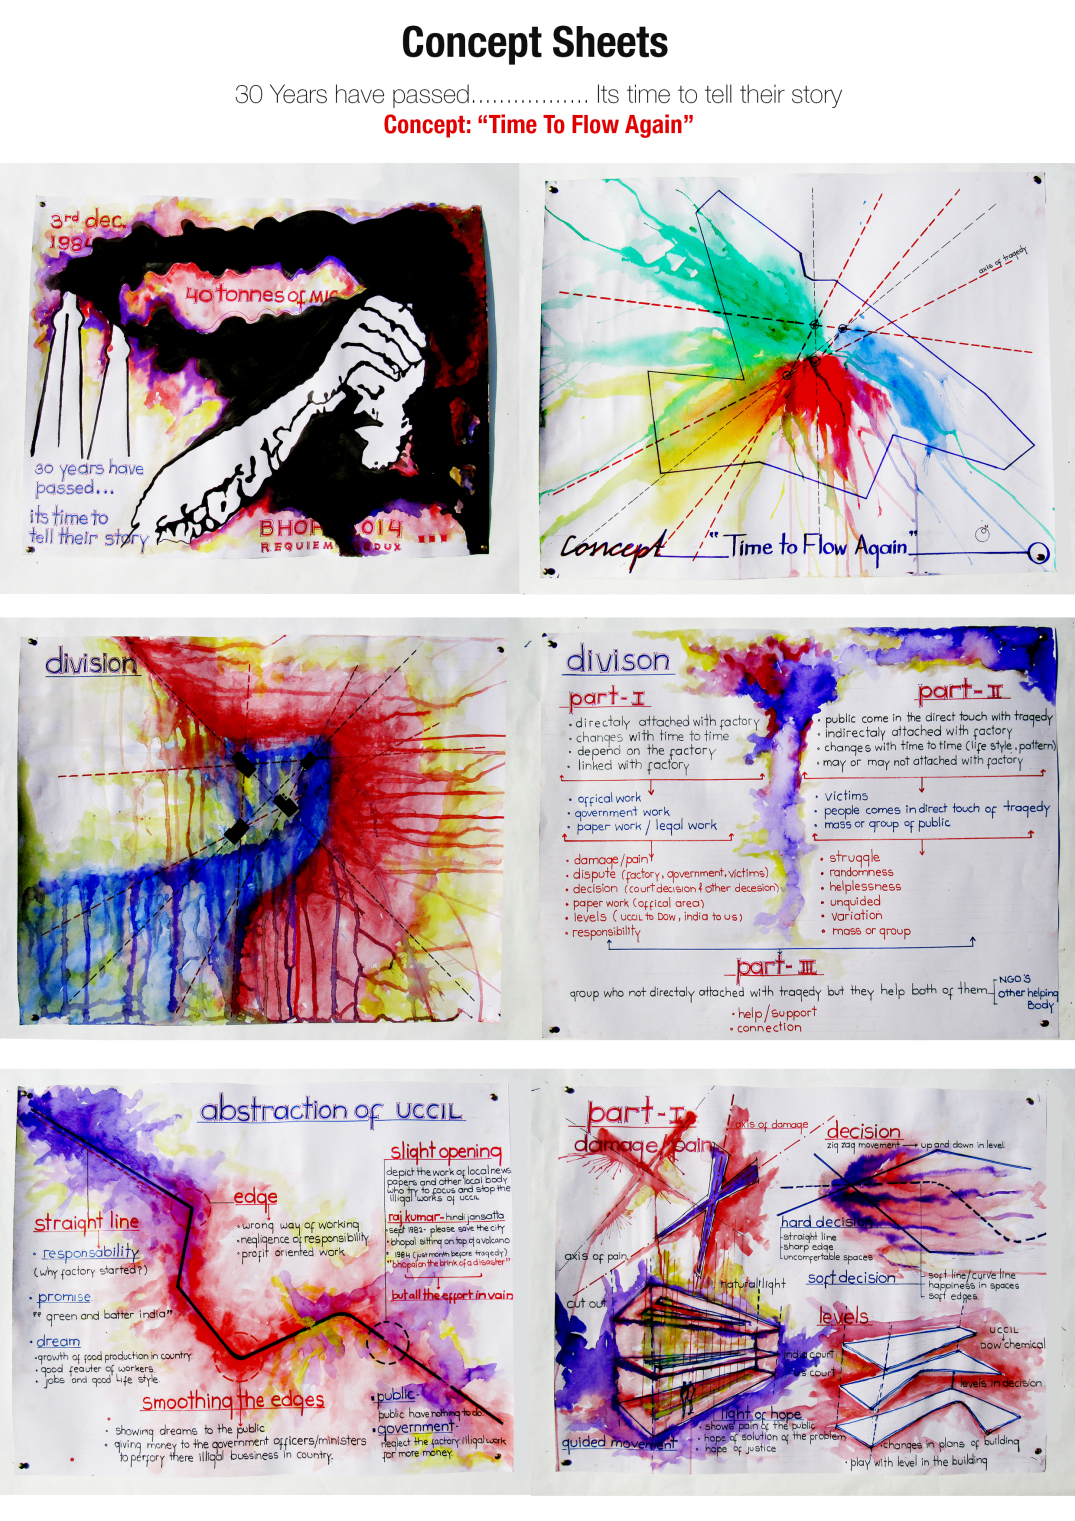 Concept Sheets
30 Years have passed................. Its time to tell their story
Concept: “Time To Flow Again”
3rd dec.
1984
40 tonnes of MIC
30 years have
passed...
its time to
tell their story
BHOP 014
REQUIEM DUX
axis of tragedy
Concept "Time to Flow Again"
division
divison
part-I
• directaly attached with factory
• changes with time to time
• depend on the factory
• linked with factory
• offical work
• government work
• paper work / legal work
• damage/pain
• dispute (factory, government, victims)
• decision (court decision & other decesion)
• paper work (offical area)
• levels (uccil to Dow, india to us)
• responsibility
part-II
• public come in the direct touch with tragedy
• indirectaly attached with factory
• changes with time to time (life style, pattern)
• may or may not attached with factory
• victims
• people comes in direct touch of tragedy
• mass or group of public
• struggle
• randomness
• helplessness
• unguided
• variation
• mass or group
part-III
group who not directaly attached with tragedy but they help both of them
NGO'S
other helping
Body
• help/support
• connection
abstraction of UCCIL
straight line
• responsability
(why factory started?)
• promise
"green and batter india"
• dream
• growth of food production in country
• good feauter of workers
• jobs and good life style
edge
• wrong way of working
• negligence of responsibility
• profit oriented work
slight opening
depict the work of local news
papers and other local body
who try to focus and stop the
illigal works of uccil
raj kumar- hindi jansatta
• sept 1982- please save the city
• bhopal sitting on top of a volcano
• 1984 (just month before tragedy)
"bhopal on the brink of a disaster"
but all the effort in vain
smoothing the edges
• showing dreams to the public
• giving money to the government officers/ministers
to perfory there illigal bussiness in country.
• public-
public have nothing to do
• government-
neglect the factory illigal work
for more money
part-I
damage/pain
axis of damage
axis of pain
cut out
natural light
india court
us court
light of hope
• shows pain of the public
• hope of solution of the problem
• hope of justice
guided movement
decision
zig zag movement → up and down in level
hard decision
- straight line
- sharp edge
- uncomfertable spaces
soft decision
- soft line/curve line
- happiness in spaces
- soft edges
levels
UCCIL
dow chemical
levels in decision
• changes in plans of building
• play with level in the building